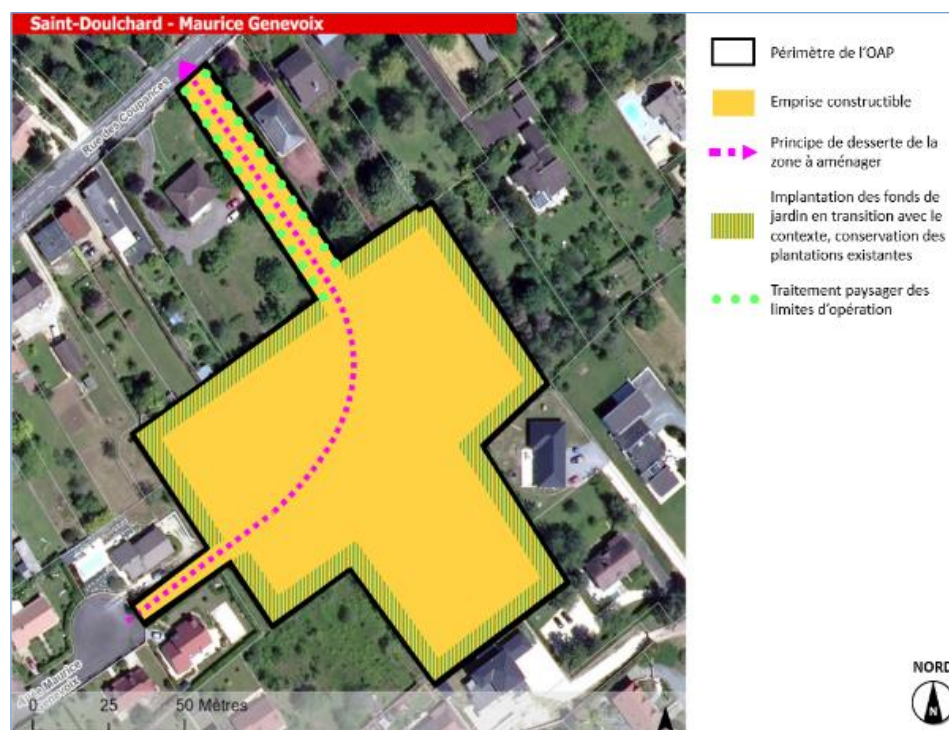 Saint-Doulchard - Maurice Genevoix
Rue des Coupances
Allée Maurice
Genevoix
0 25 50 Mètres
Périmètre de l'OAP
Emprise constructible
Principe de desserte de la
zone à aménager
Implantation des fonds de
jardin en transition avec le
contexte, conservation des
plantations existantes
Traitement paysager des
limites d'opération
NORD
N